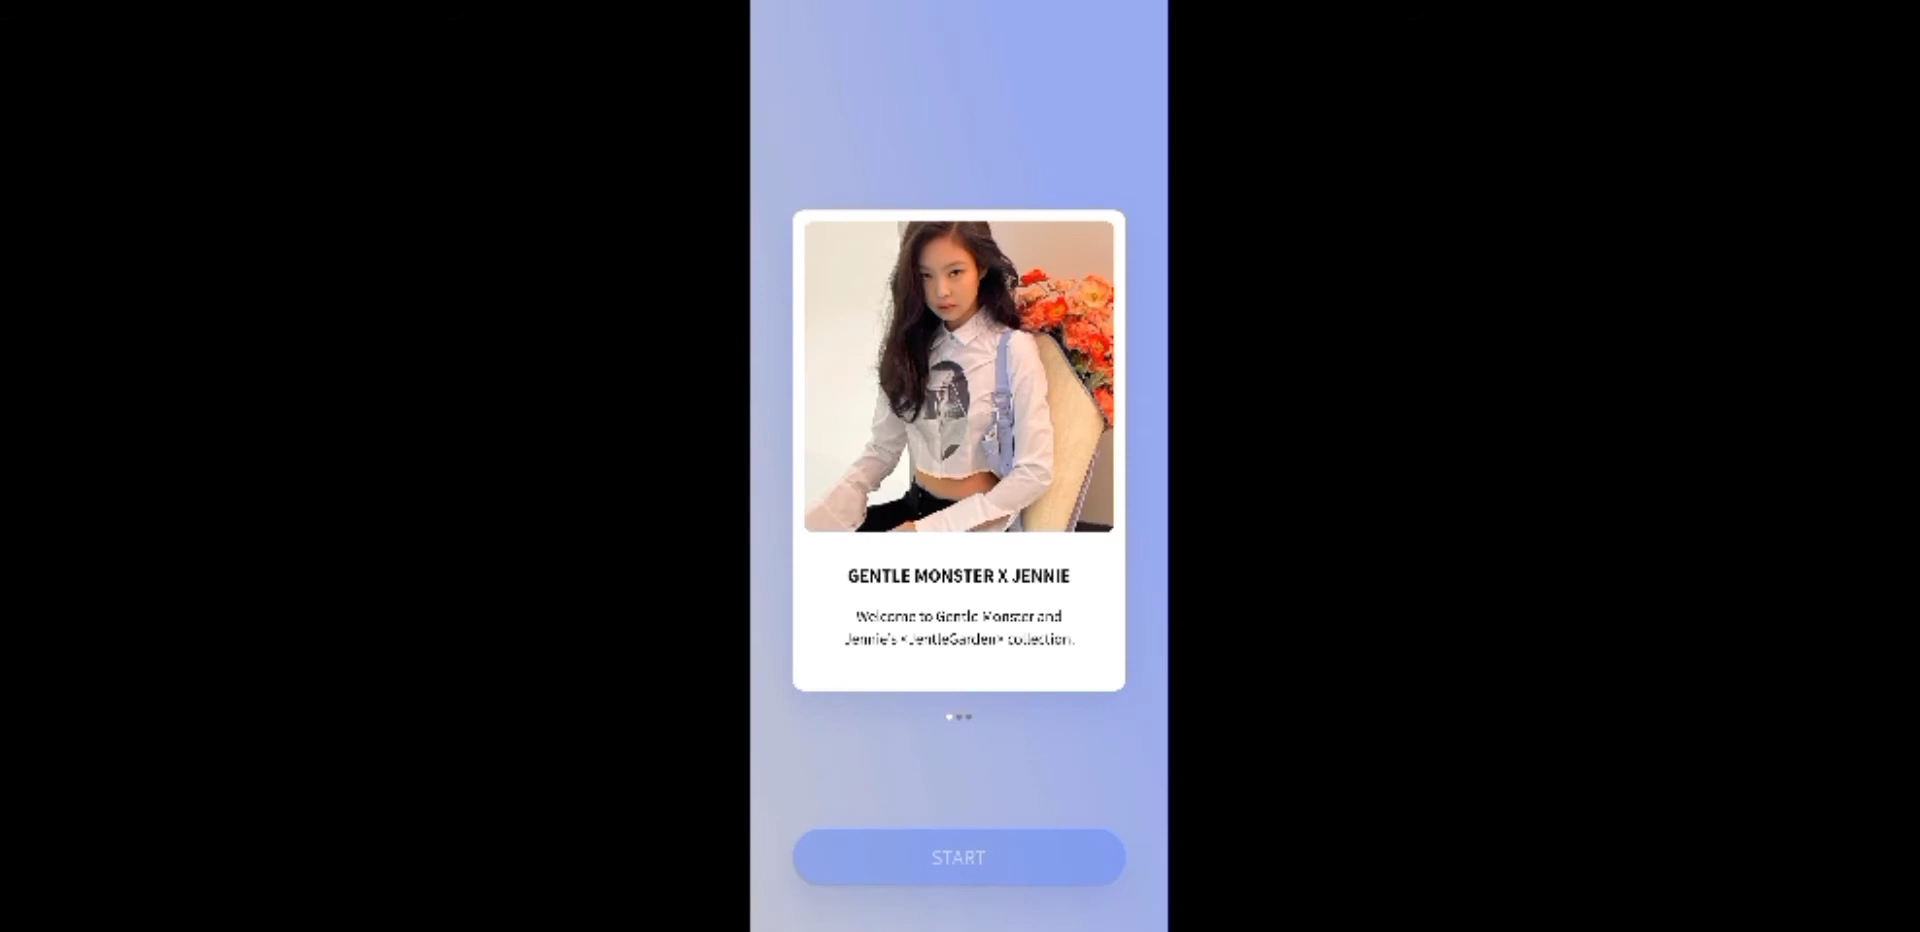 GENTLE MONSTER X JENNIE
Welcome to Gentle Monster and
Jennie's <JentleGarden> collection.
START